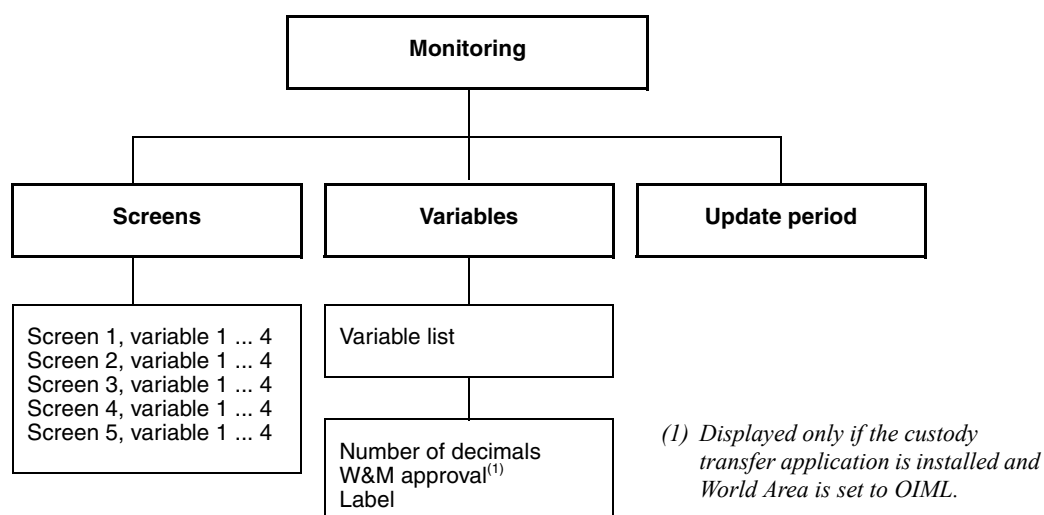 Monitoring
Screens
Variables
Update period
Screen 1, variable 1 ... 4
Screen 2, variable 1 ... 4
Screen 3, variable 1 ... 4
Screen 4, variable 1 ... 4
Screen 5, variable 1 ... 4
Variable list
Number of decimals
W&M approval(1)
Label
(1) Displayed only if the custody
transfer application is installed and
World Area is set to OIML.